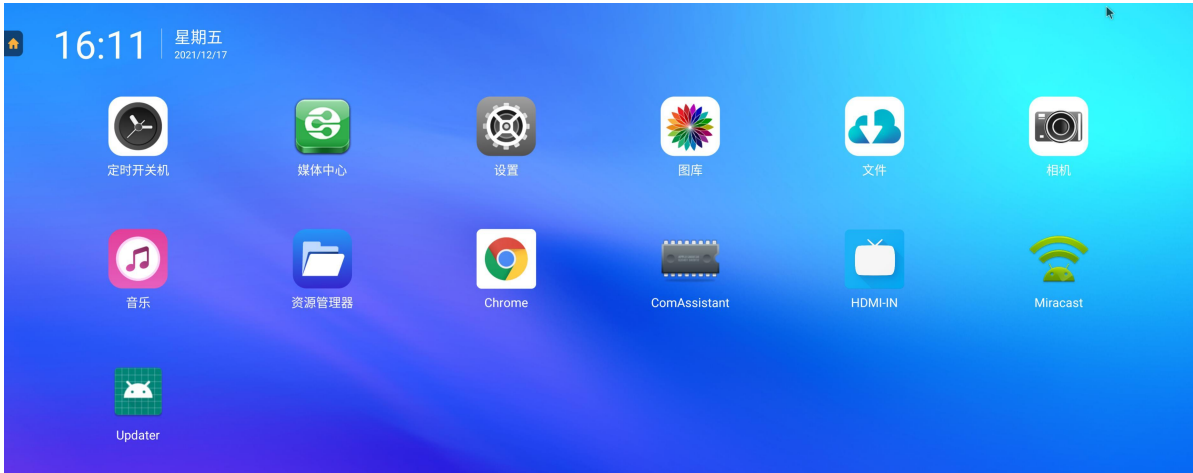 16:11
星期五
2021/12/17
定时开关机
媒体中心
设置
图库
文件
相机
音乐
资源管理器
Chrome
ComAssistant
HDMI-IN
Miracast
Updater